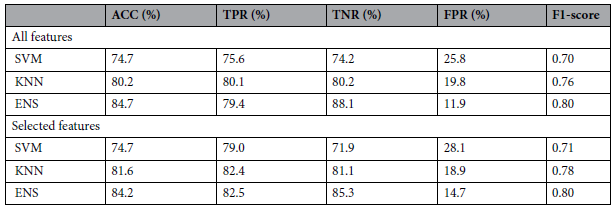 ACC (%) TPR (%) TNR (%) FPR (%) F1-score
All features
SVM 74.7 75.6 74.2 25.8 0.70
KNN 80.2 80.1 80.2 19.8 0.76
ENS 84.7 79.4 88.1 11.9 0.80
Selected features
SVM 74.7 79.0 71.9 28.1 0.71
KNN 81.6 82.4 81.1 18.9 0.78
ENS 84.2 82.5 85.3 14.7 0.80